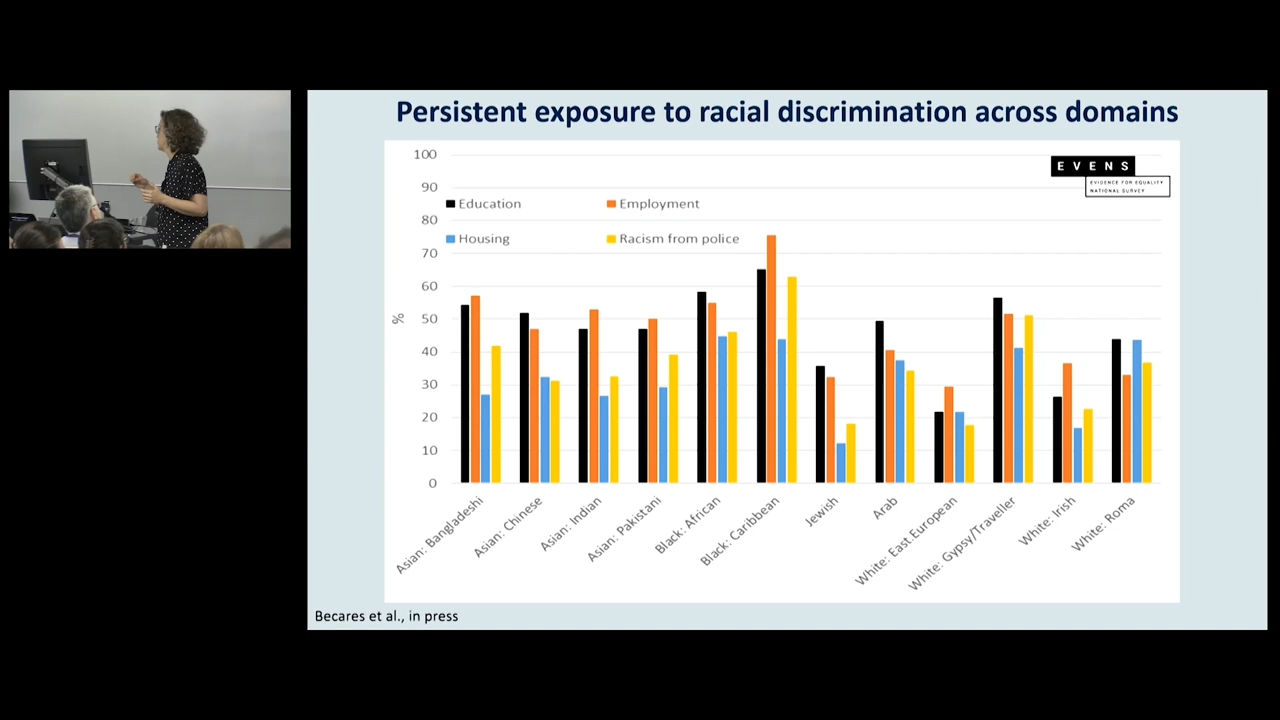 Persistent exposure to racial discrimination across domains
EVENS
EVIDENCE FOR EQUALITY
NATIONAL SURVEY
Education
Employment
Housing
Racism from police
%
100
90
80
70
60
50
40
30
20
10
0
Asian: Bangladeshi
Asian: Chinese
Asian: Indian
Asian: Pakistani
Black: African
Black: Caribbean
Jewish
Arab
White: East European
White: Gypsy/Traveller
White: Irish
White: Roma
Becares et al., in press